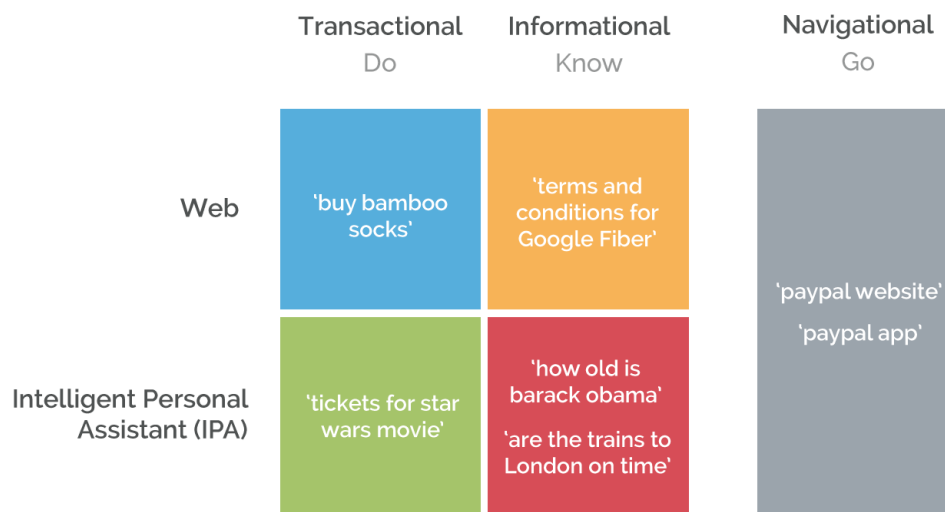 Transactional
Do
Informational
Know
Navigational
Go
Web
‘buy bamboo
socks’
‘terms and
conditions for
Google Fiber’
‘paypal website’
‘paypal app’
Intelligent Personal
Assistant (IPA)
‘tickets for star
wars movie’
‘how old is
barack obama’
‘are the trains to
London on time’